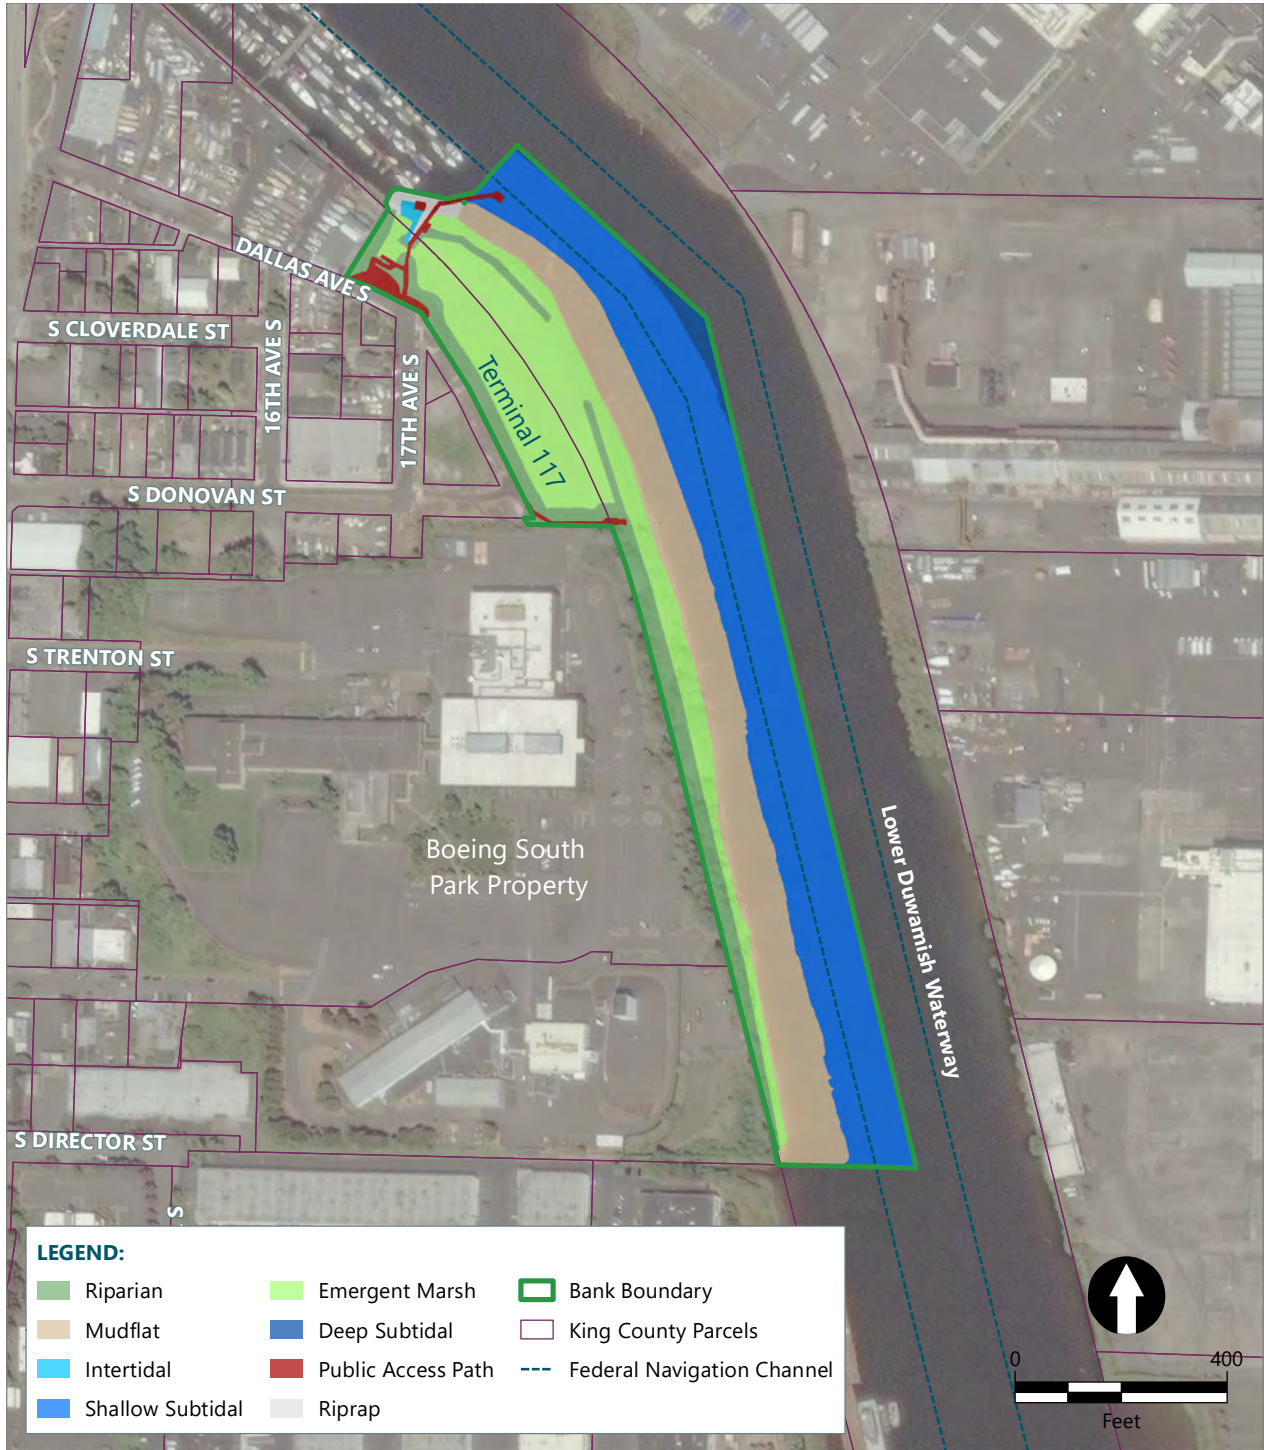 DALLAS AVE S
S CLOVERDALE ST
16TH AVE S
17TH AVE S
Terminal 117
S DONOVAN ST
S TRENTON ST
Boeing South
Park Property
Lower Duwamish Waterway
S DIRECTOR ST
S
LEGEND:
Riparian
Mudflat
Intertidal
Shallow Subtidal
Emergent Marsh
Deep Subtidal
Public Access Path
Riprap
Bank Boundary
King County Parcels
Federal Navigation Channel
0 400
Feet